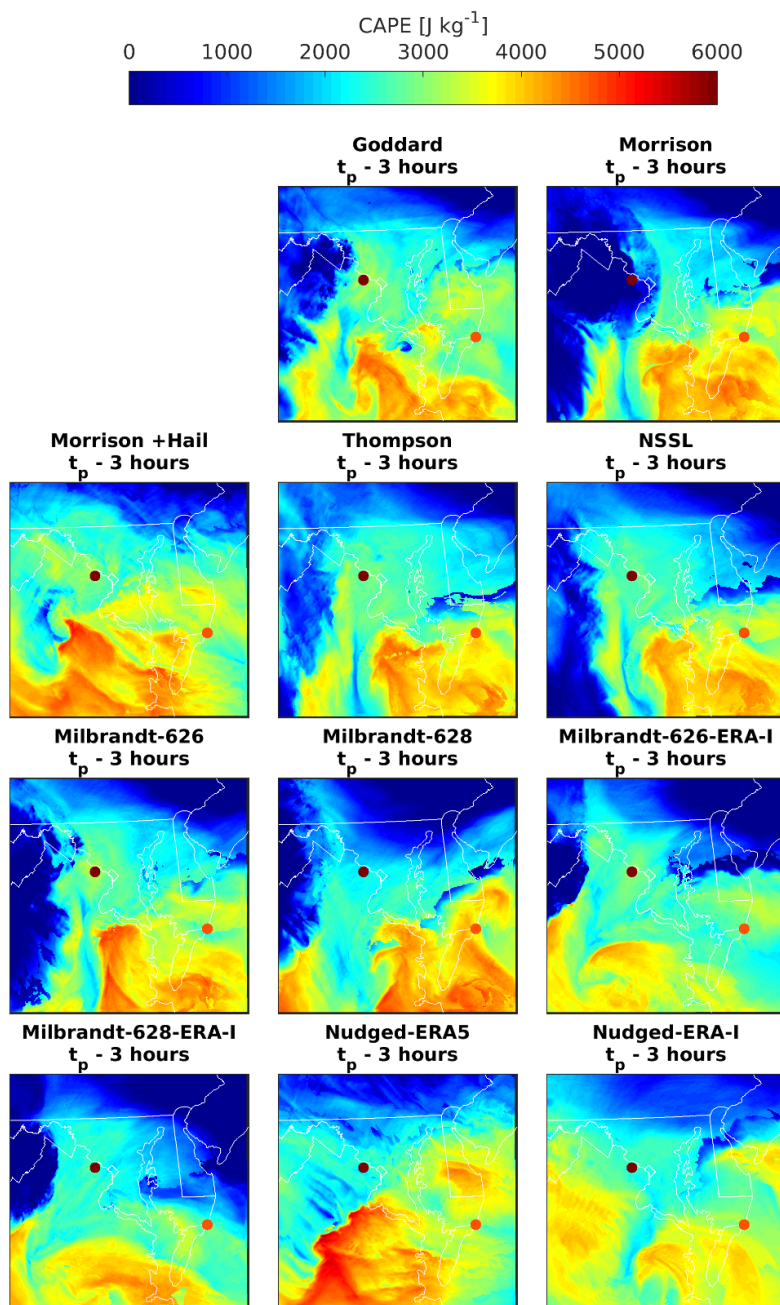 CAPE [J kg-1]
0 1000 2000 3000 4000 5000 6000
Goddard
tp - 3 hours
Morrison
tp - 3 hours
Morrison +Hail
tp - 3 hours
Thompson
tp - 3 hours
NSSL
tp - 3 hours
Milbrandt-626
tp - 3 hours
Milbrandt-628
tp - 3 hours
Milbrandt-626-ERA-I
tp - 3 hours
Milbrandt-628-ERA-I
tp - 3 hours
Nudged-ERA5
tp - 3 hours
Nudged-ERA-I
tp - 3 hours